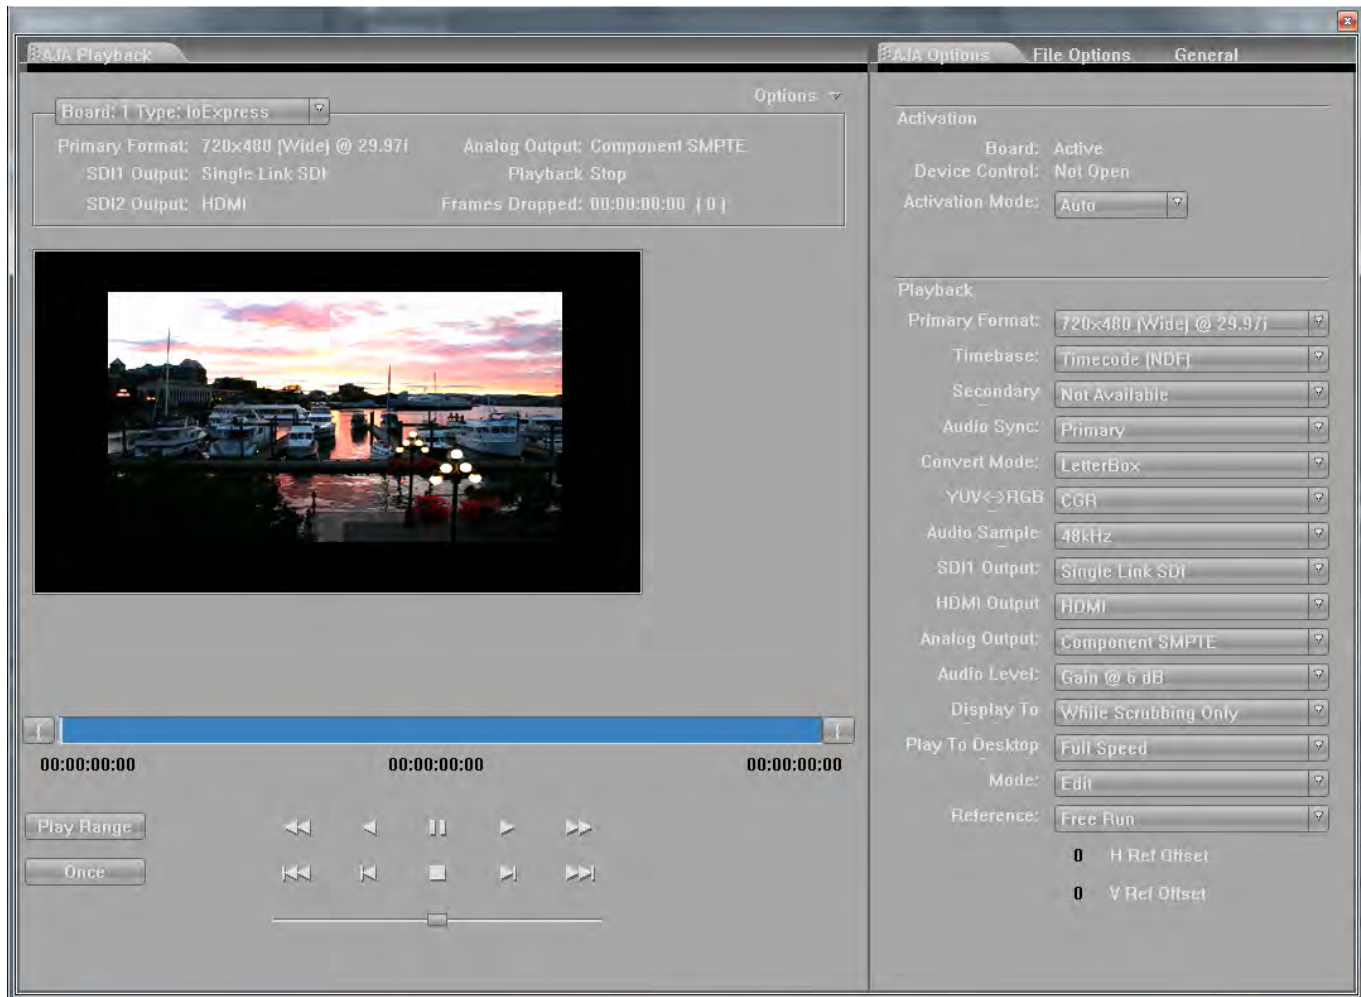 AJA Playback
Options
Board: 1 Type: IoExpress
Primary Format: 720x480 (Wide) @ 29.97i
Analog Output: Component SMPTE
SDI1 Output: Single Link SDI
Playback Stop
SDI2 Output: HDMI
Frames Dropped: 00:00:00:00 ( 0 )
00:00:00:00
00:00:00:00
00:00:00:00
Play Range
Once
AJA Options
File Options
General
Activation
Board: Active
Device Control: Not Open
Activation Mode: Auto
Playback
Primary Format: 720x480 (Wide) @ 29.97i
Timebase: Timecode (NDF)
Secondary Not Available
Audio Sync: Primary
Convert Mode: LetterBox
YUV<->RGB CGR
Audio Sample 48kHz
SDI1 Output: Single Link SDI
HDMI Output HDMI
Analog Output: Component SMPTE
Audio Level: Gain @ 6 dB
Display To While Scrubbing Only
Play To Desktop Full Speed
Mode: Edit
Reference: Free Run
0 H Ref Offset
0 V Ref Offset